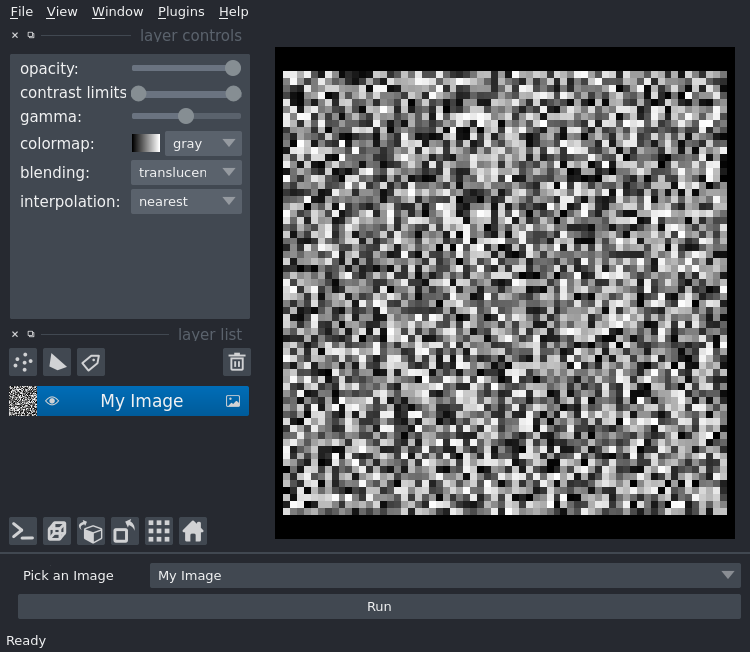 File View Window Plugins Help
layer controls
opacity:
contrast limits
gamma:
colormap: gray
blending: translucen
interpolation: nearest
layer list
My Image
Pick an Image My Image
Run
Ready